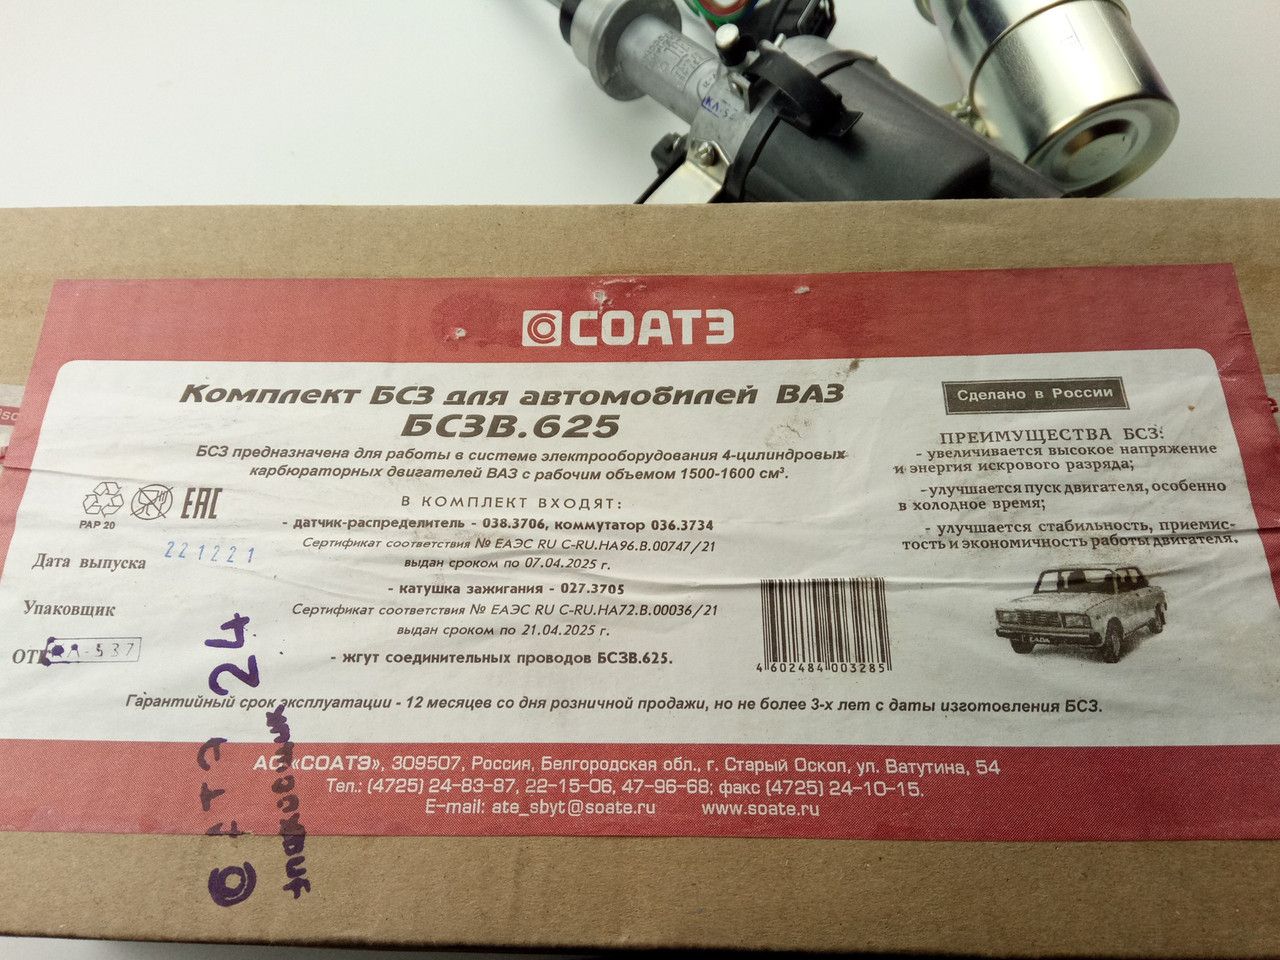 СОАТЭ
Комплект БСЗ для автомобилей ВАЗ
БСЗВ.625
БСЗ предназначена для работы в системе электрооборудования 4-цилиндровых
карбюраторных двигателей ВАЗ с рабочим объемом 1500-1600 см³.
В КОМПЛЕКТ ВХОДЯТ:
- датчик-распределитель - 038.3706, коммутатор 036.3734
Сертификат соответствия № ЕАЭС RU C-RU.HA96.B.00747/21
выдан сроком по 07.04.2025 г.
- катушка зажигания - 027.3705
Сертификат соответствия № ЕАЭС RU C-RU.HA72.B.00036/21
выдан сроком по 21.04.2025 г.
- жгут соединительных проводов БСЗВ.625.
PAP 20
EAC
Дата выпуска 221221
Упаковщик
ОТК
Сделано в России
ПРЕИМУЩЕСТВА БСЗ:
- увеличивается высокое напряжение
и энергия искрового разряда;
- улучшается пуск двигателя, особенно
в холодное время;
- улучшается стабильность, приемис-
тость и экономичность работы двигателя.
4 602484 003285
Гарантийный срок эксплуатации - 12 месяцев со дня розничной продажи, но не более 3-х лет с даты изготовления БСЗ.
АО «СОАТЭ», 309507, Россия, Белгородская обл., г. Старый Оскол, ул. Ватутина, 54
Тел.: (4725) 24-83-87, 22-15-06, 47-96-68; факс (4725) 24-10-15.
E-mail: ate_sbyt@soate.ru www.soate.ru
24